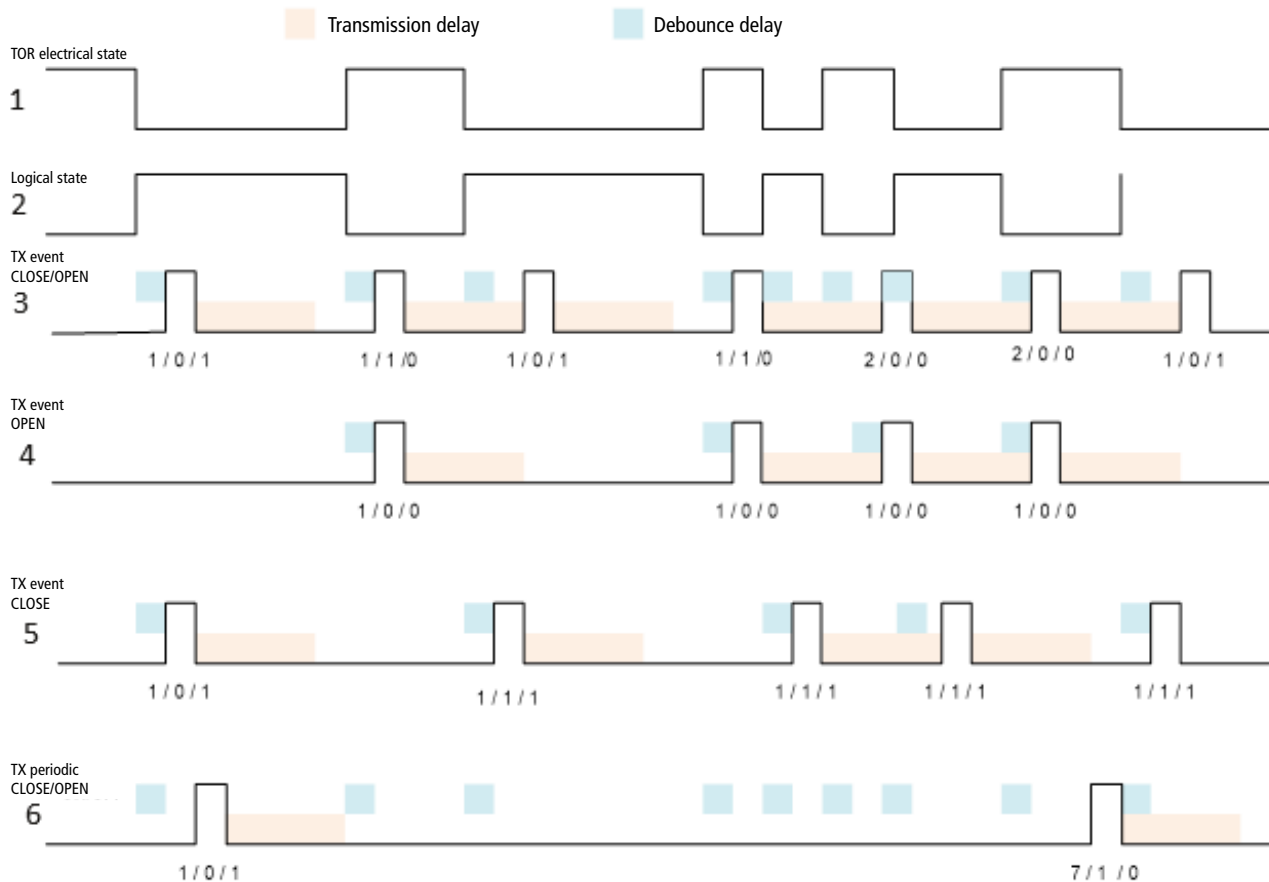 Transmission delay
Debounce delay
TOR electrical state
1
Logical state
2
TX event
CLOSE/OPEN
3
1 / 0 / 1
1 / 1 /0
1 / 0 / 1
1 / 1 /0
2 / 0 / 0
2 / 0 / 0
1 / 0 / 1
TX event
OPEN
4
1 / 0 / 0
1 / 0 / 0
1 / 0 / 0
1 / 0 / 0
TX event
CLOSE
5
1 / 0 / 1
1 / 1 / 1
1 / 1 / 1
1 / 1 / 1
1 / 1 / 1
TX periodic
CLOSE/OPEN
6
1 / 0 / 1
7 / 1 / 0